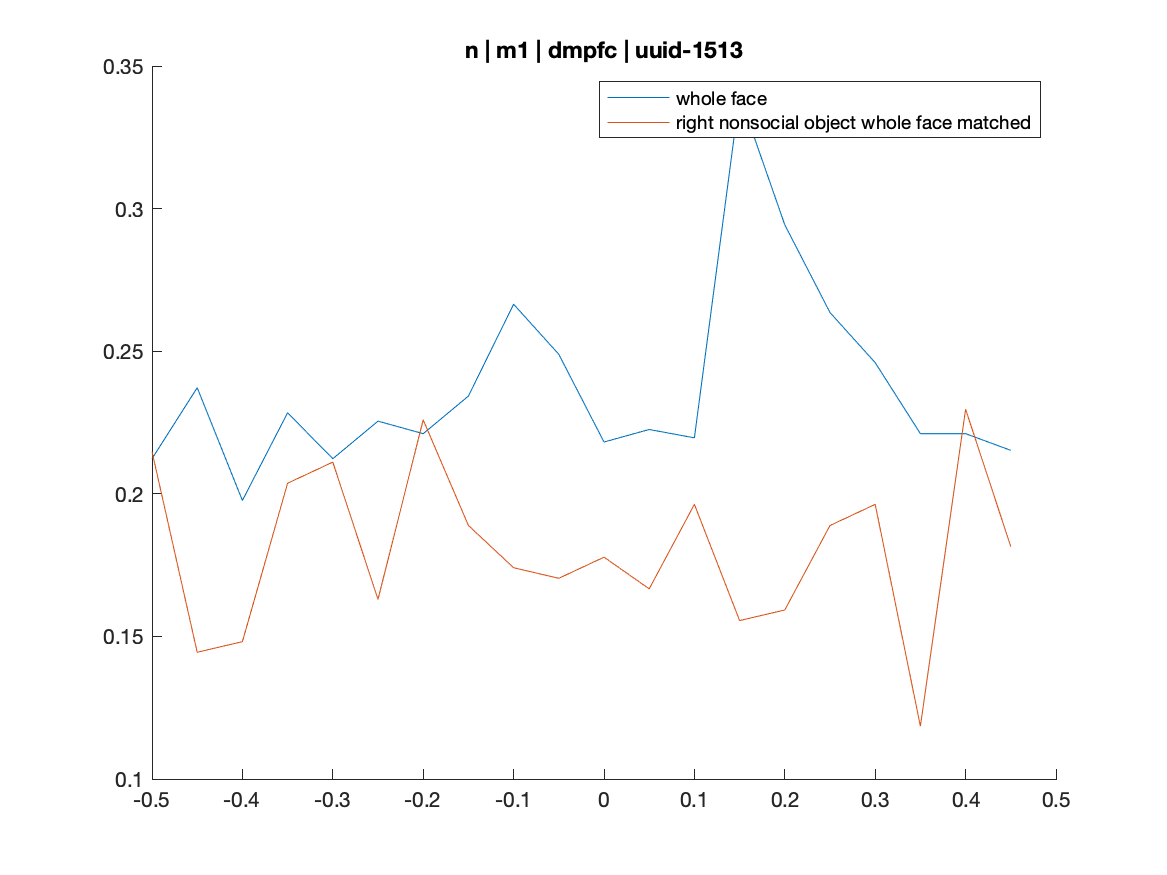 n | m1 | dmpfc | uuid-1513
0.35
whole face
right nonsocial object whole face matched
0.3
0.25
0.2
0.15
0.1
-0.5 -0.4 -0.3 -0.2 -0.1 0 0.1 0.2 0.3 0.4 0.5